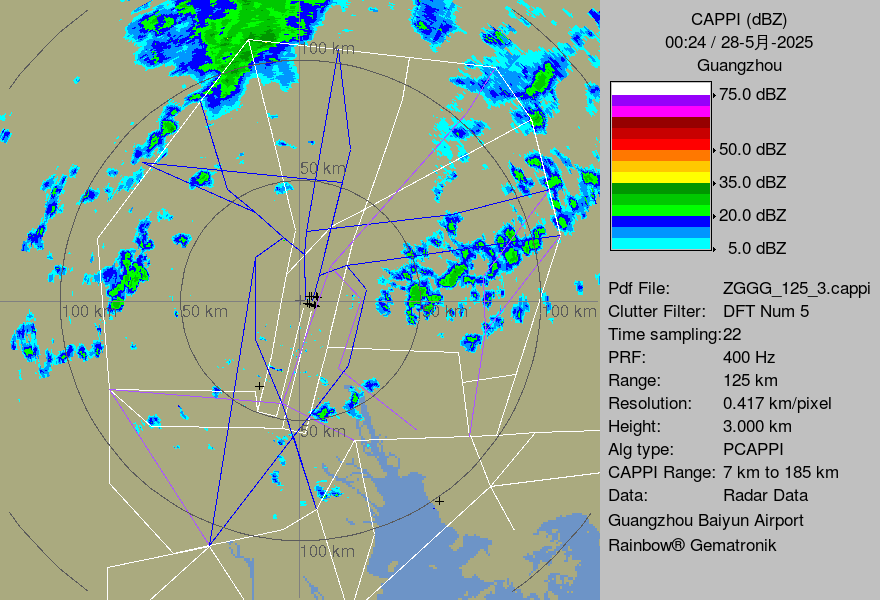 CAPPI (dBZ)
00:24 / 28-5月-2025
Guangzhou
75.0 dBZ
50.0 dBZ
35.0 dBZ
20.0 dBZ
5.0 dBZ
Pdf File: ZGGG_125_3.cappi
Clutter Filter: DFT Num 5
Time sampling:22
PRF: 400 Hz
Range: 125 km
Resolution: 0.417 km/pixel
Height: 3.000 km
Alg type: PCAPPI
CAPPI Range: 7 km to 185 km
Data: Radar Data
Guangzhou Baiyun Airport
Rainbow® Gematronik
100 km
50 km
100 km
50 km
50 km
100 km
50 km
100 km